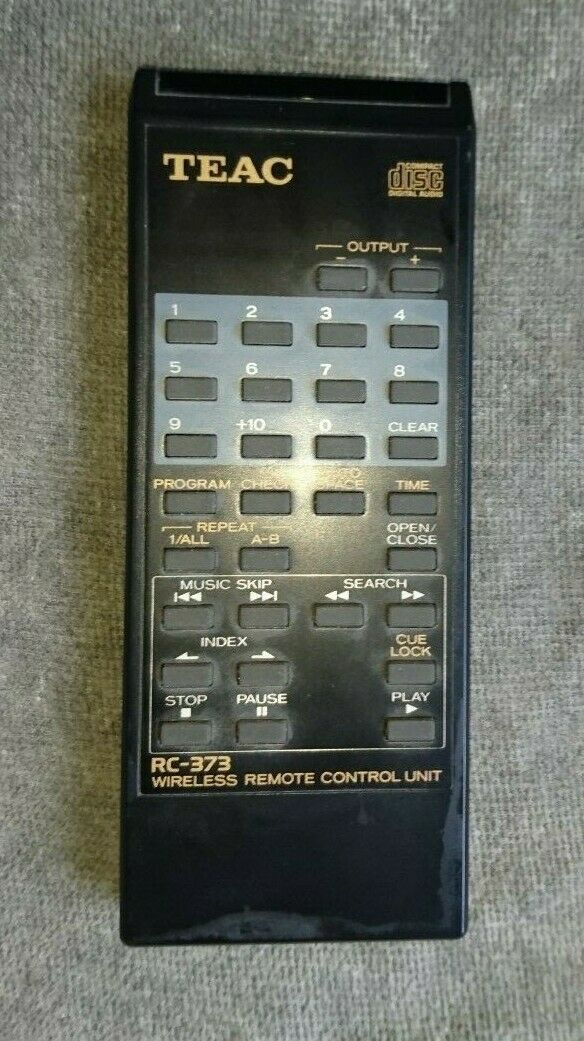 TEAC
COMPACT
disc
DIGITAL AUDIO
OUTPUT
- +
1 2 3 4
5 6 7 8
9 +10 0 CLEAR
PROGRAM CHECK TIME
REPEAT
1/ALL A-B
OPEN/
CLOSE
MUSIC SKIP SEARCH
INDEX
CUE
LOCK
STOP PAUSE PLAY
RC-373
WIRELESS REMOTE CONTROL UNIT